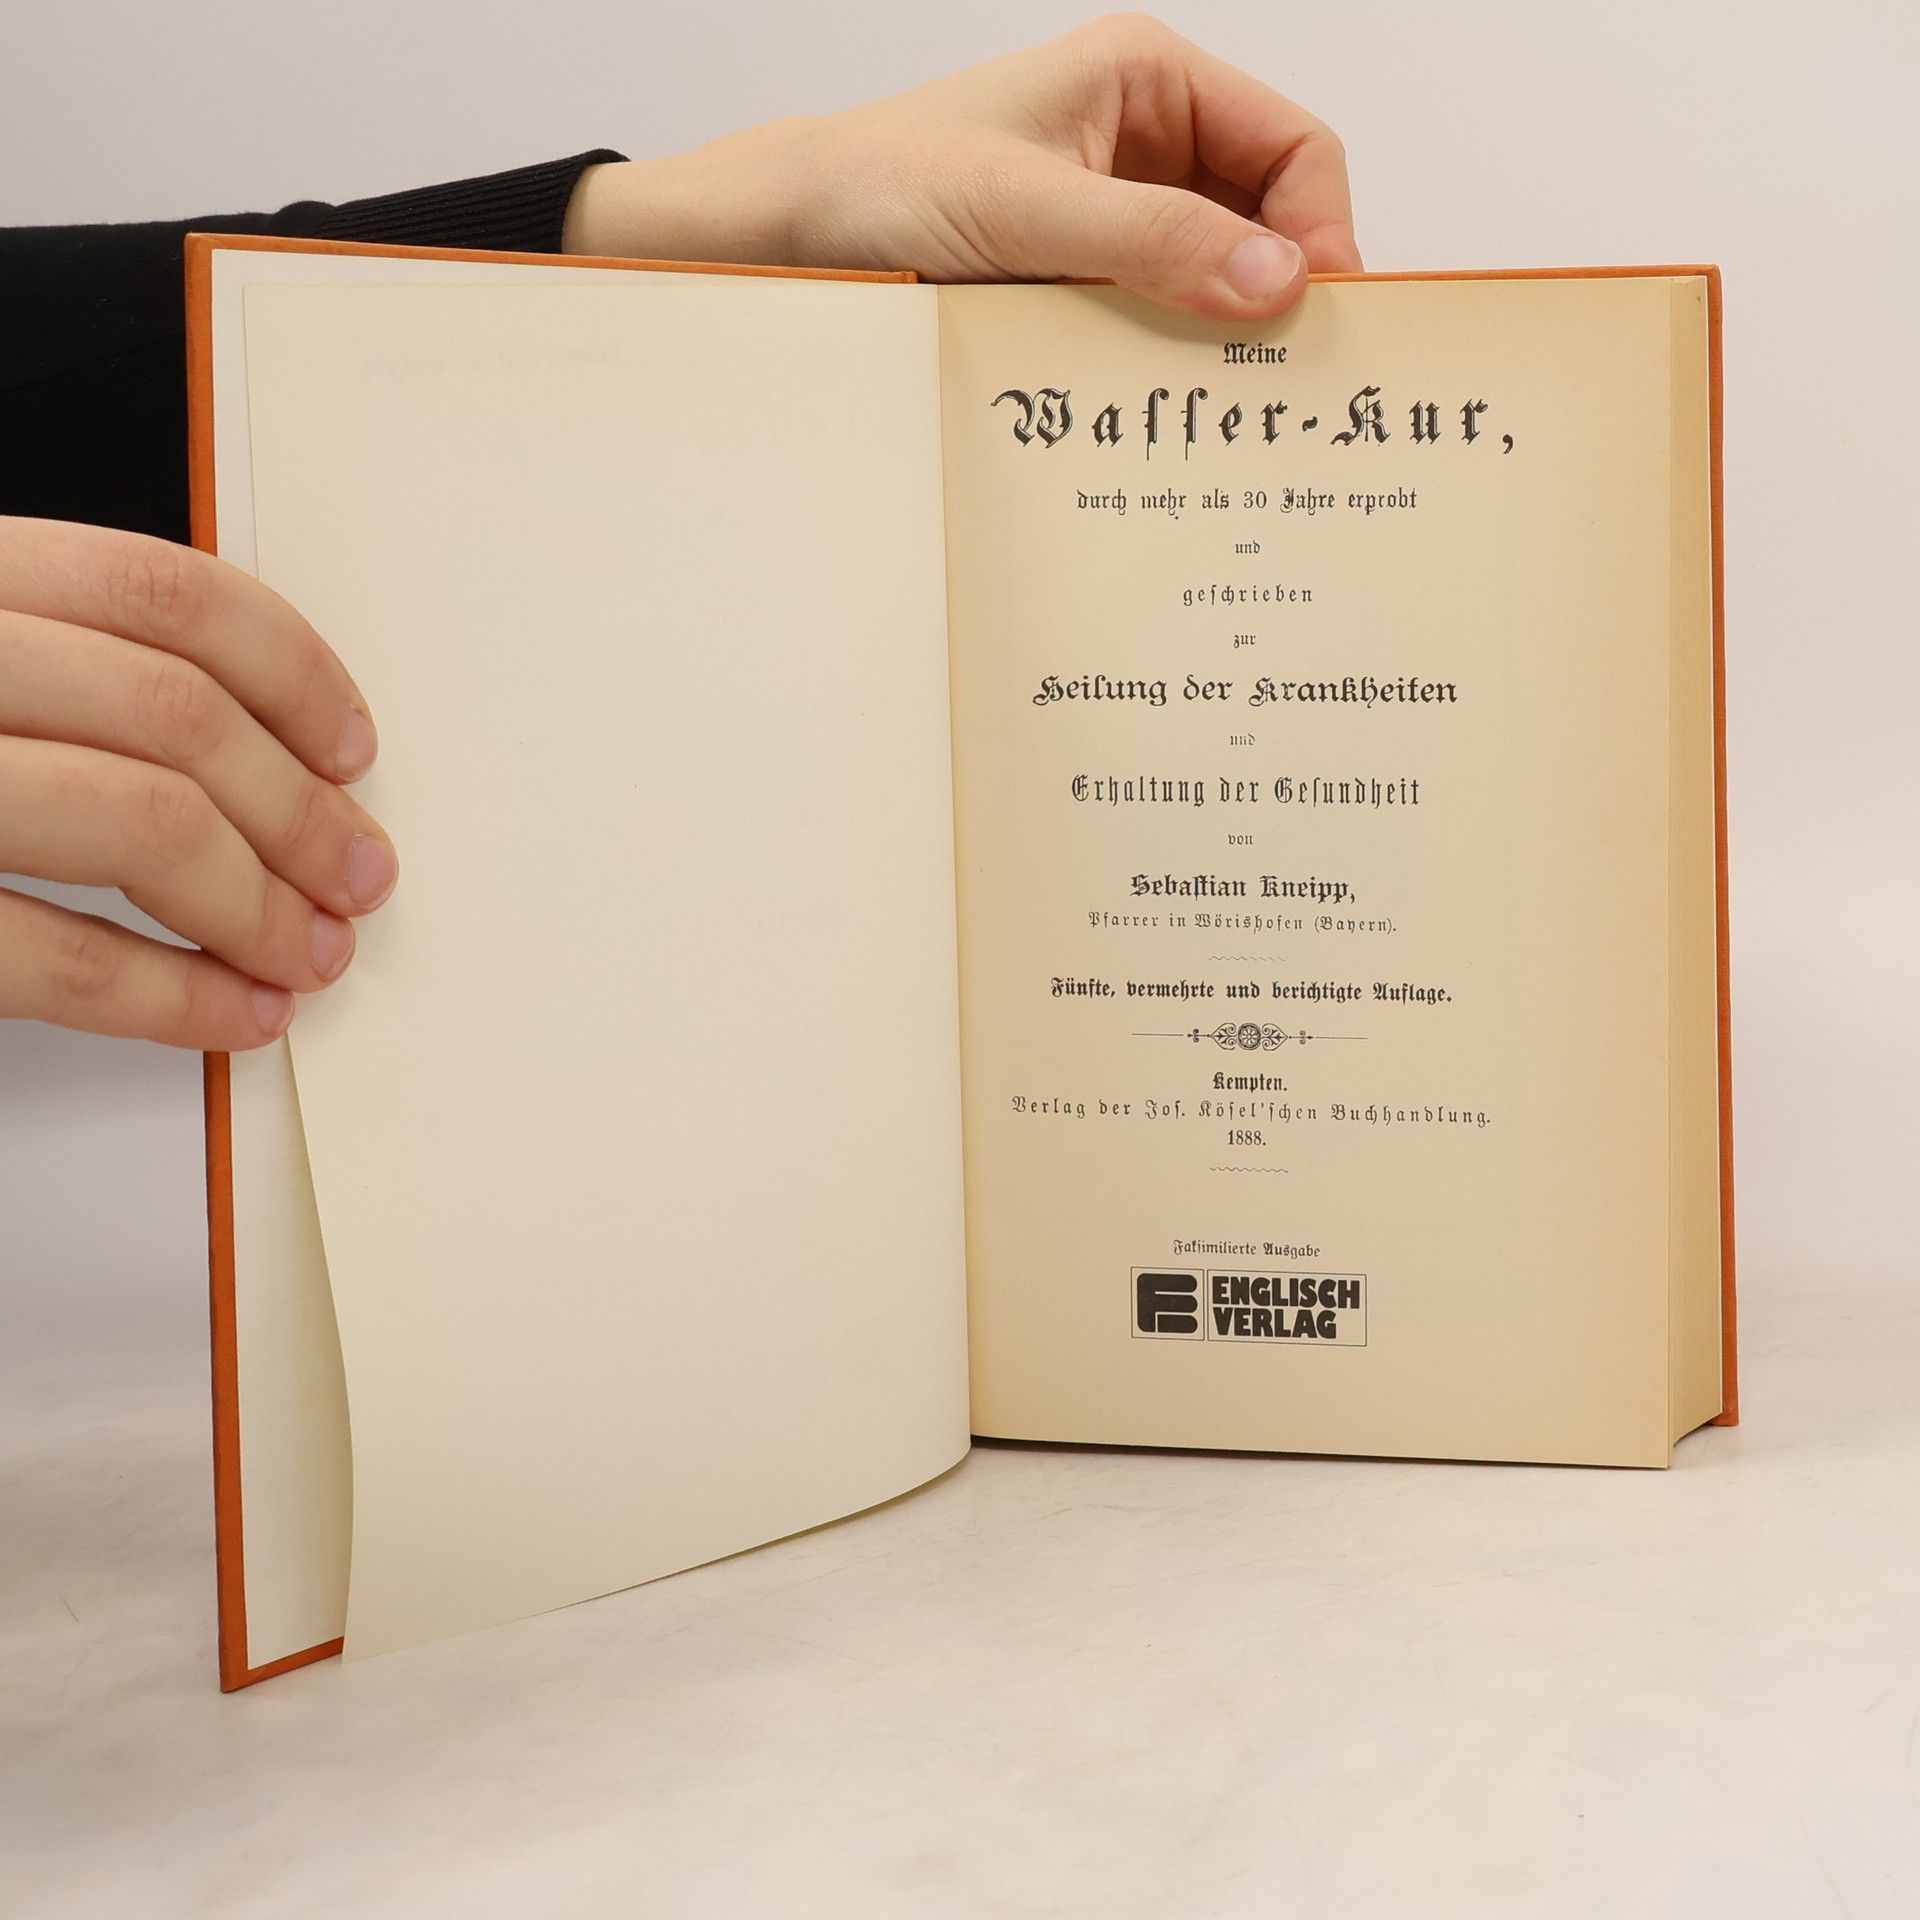 Meine
Waſſer-Kur,
durch mehr als 30 Jahre erprobt
und
geſchrieben
zur
Heilung der Krankheiten
und
Erhaltung der Geſundheit
von
Sebaſtian Kneipp,
Pfarrer in Wörishofen (Bayern).
Fünfte, vermehrte und berichtigte Auflage.
Kempten.
Verlag der Joſ. Köſel'ſchen Buchhandlung.
1888.
Fakſimilierte Ausgabe
ENGLISCH
VERLAG